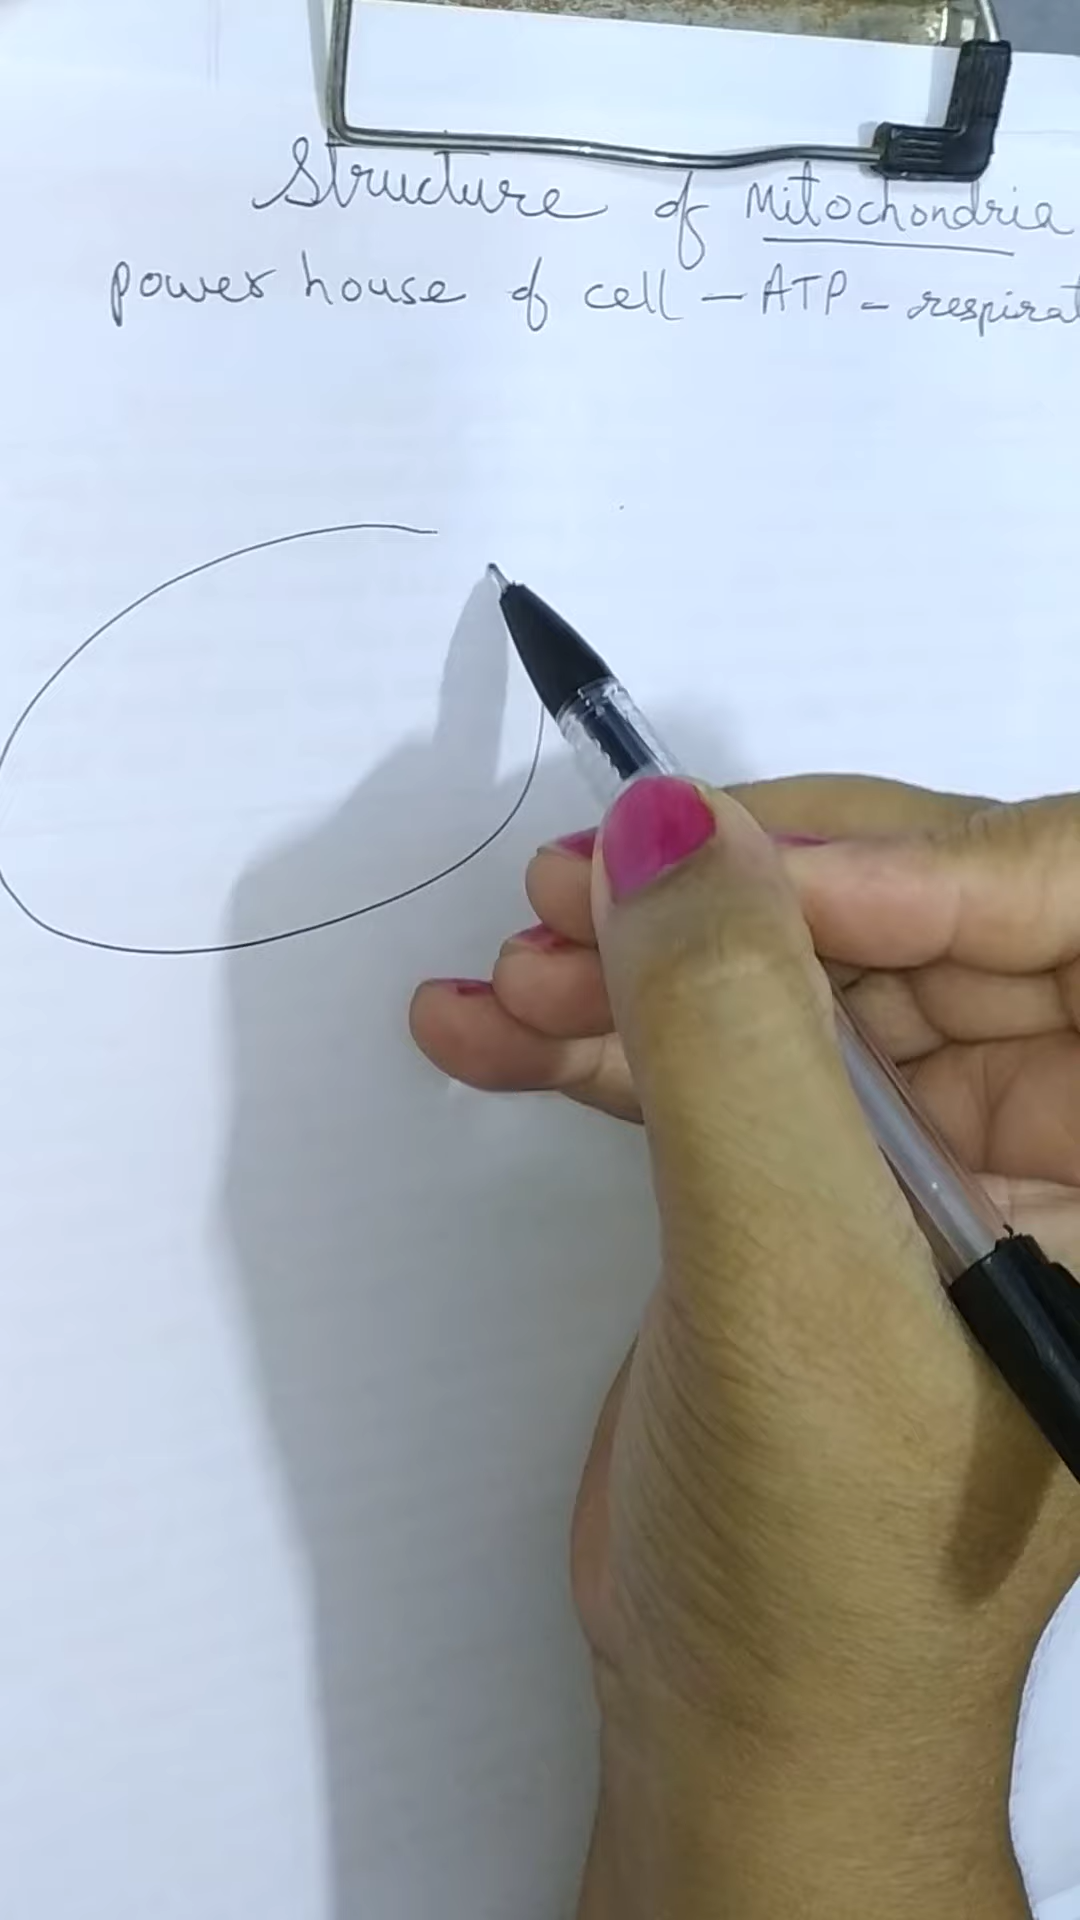 Structure of Mitochondria
power house of cell - ATP - respirat